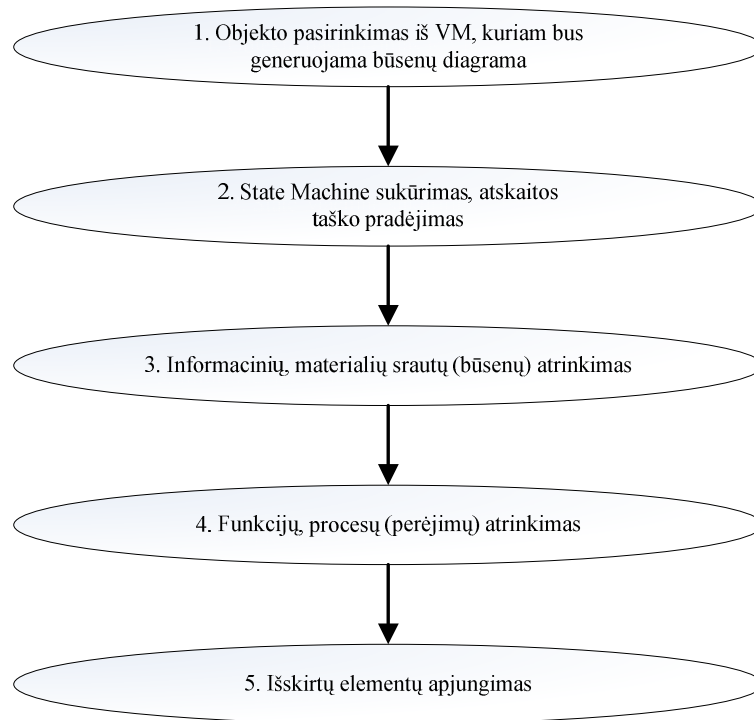 1. Objekto pasirinkimas iš VM, kuriam bus
generuojama būsenų diagrama
2. State Machine sukūrimas, atskaitos
taško pradėjimas
3. Informacinių, materialių srautų (būsenų) atrinkimas
4. Funkcijų, procesų (perėjimų) atrinkimas
5. Išskirtų elementų apjungimas